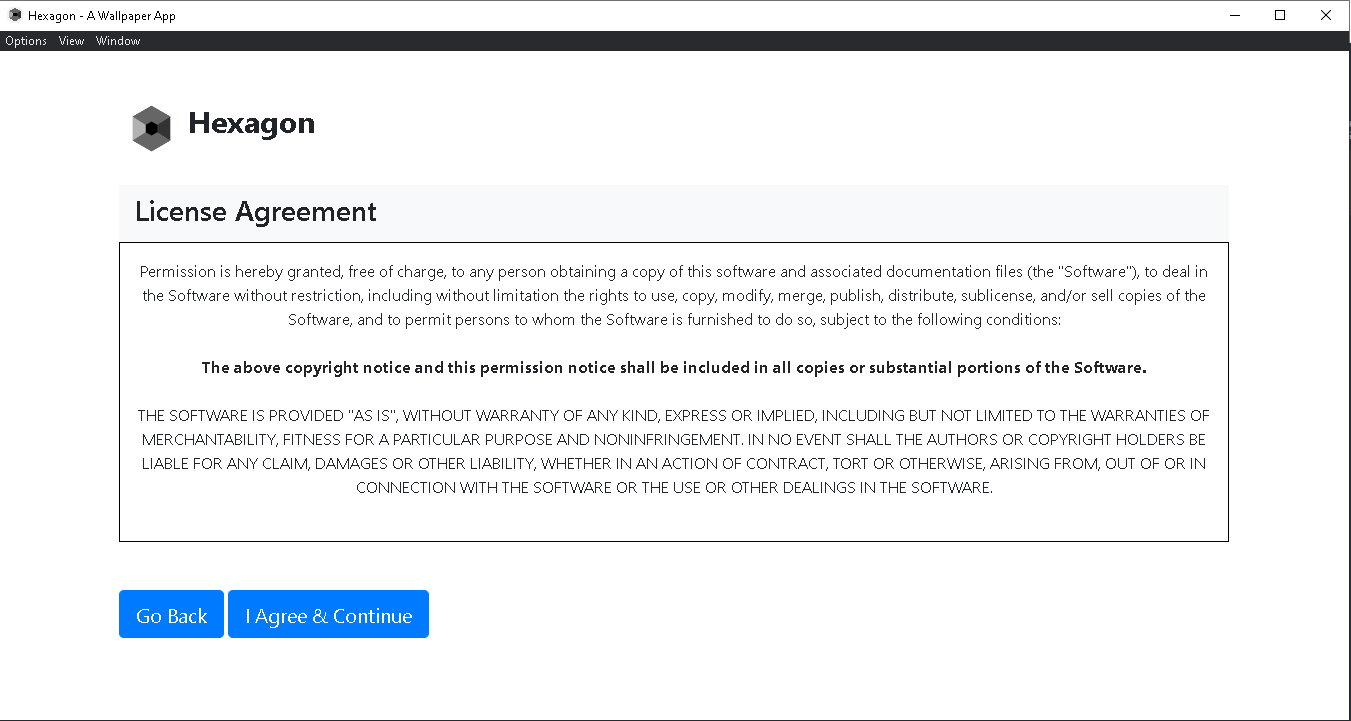 Hexagon - A Wallpaper App
Options View Window
Hexagon
License Agreement
Permission is hereby granted, free of charge, to any person obtaining a copy of this software and associated documentation files (the "Software"), to deal in
the Software without restriction, including without limitation the rights to use, copy, modify, merge, publish, distribute, sublicense, and/or sell copies of the
Software, and to permit persons to whom the Software is furnished to do so, subject to the following conditions:
The above copyright notice and this permission notice shall be included in all copies or substantial portions of the Software.
THE SOFTWARE IS PROVIDED "AS IS", WITHOUT WARRANTY OF ANY KIND, EXPRESS OR IMPLIED, INCLUDING BUT NOT LIMITED TO THE WARRANTIES OF
MERCHANTABILITY, FITNESS FOR A PARTICULAR PURPOSE AND NONINFRINGEMENT. IN NO EVENT SHALL THE AUTHORS OR COPYRIGHT HOLDERS BE
LIABLE FOR ANY CLAIM, DAMAGES OR OTHER LIABILITY, WHETHER IN AN ACTION OF CONTRACT, TORT OR OTHERWISE, ARISING FROM, OUT OF OR IN
CONNECTION WITH THE SOFTWARE OR THE USE OR OTHER DEALINGS IN THE SOFTWARE.
Go Back I Agree & Continue